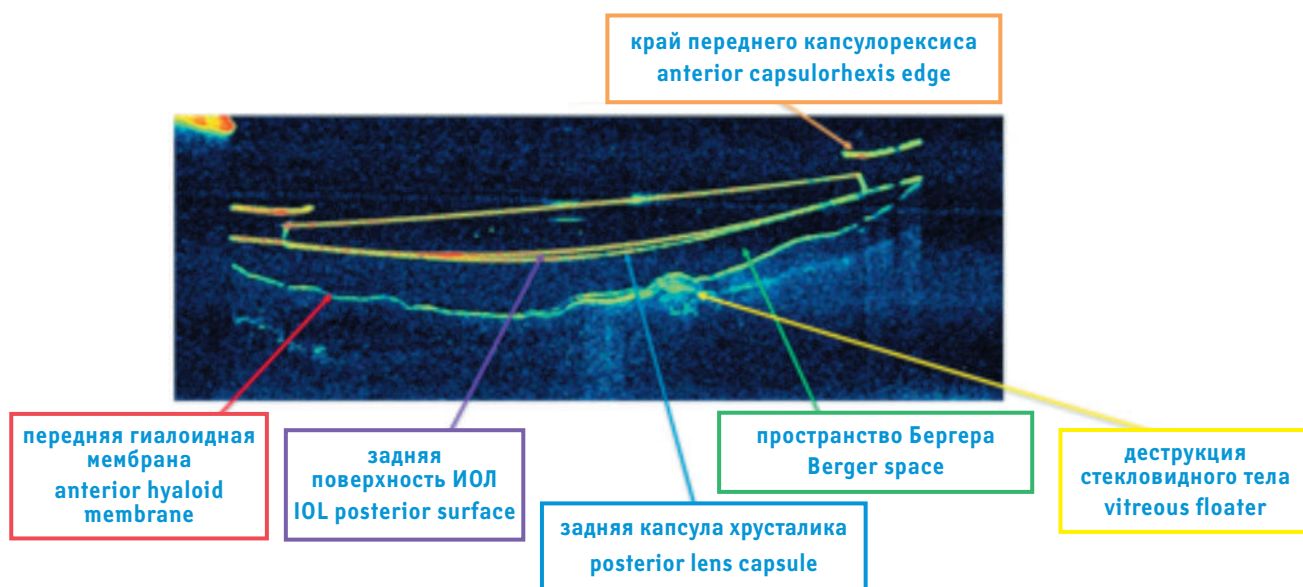 край переднего капсулорексиса
anterior capsulorhexis edge
передняя гиалоидная
мембрана
anterior hyaloid
membrane
задняя
поверхность ИОЛ
IOL posterior surface
задняя капсула хрусталика
posterior lens capsule
пространство Бергера
Berger space
деструкция
стекловидного тела
vitreous floater